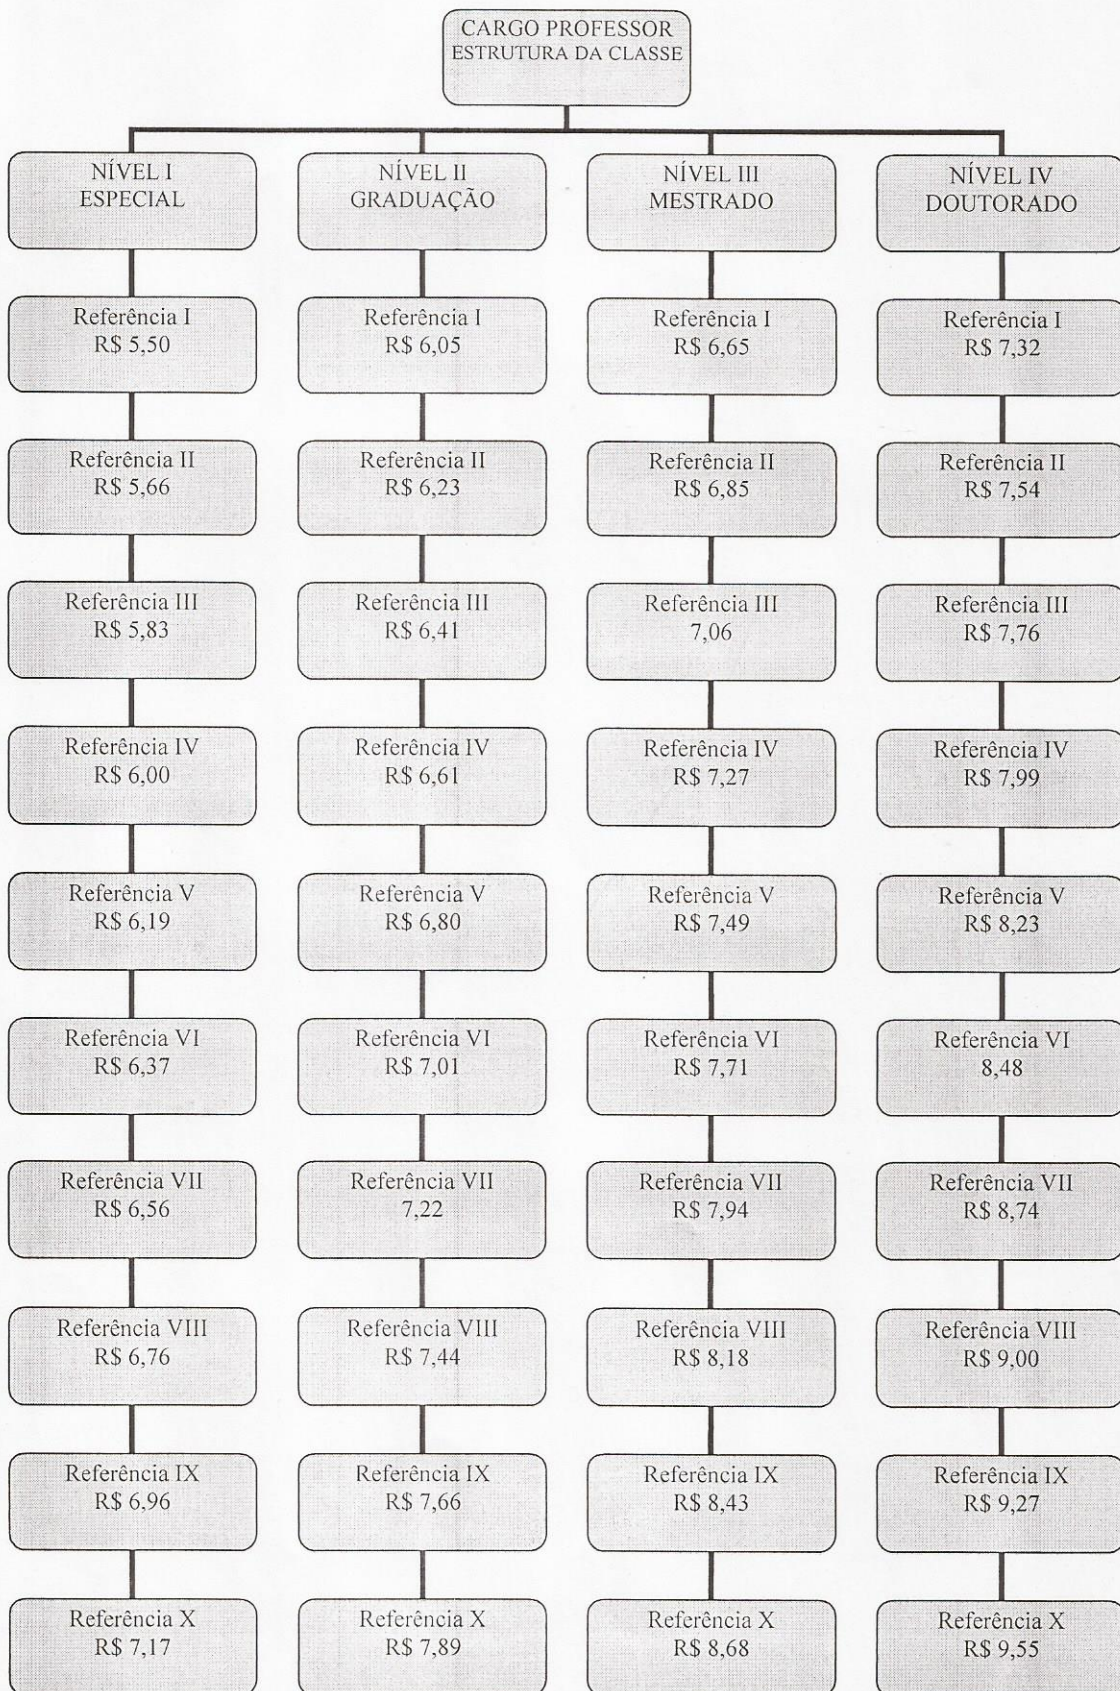 CARGO PROFESSOR
ESTRUTURA DA CLASSE
NÍVEL I
ESPECIAL
NÍVEL II
GRADUAÇÃO
NÍVEL III
MESTRADO
NÍVEL IV
DOUTORADO
Referência I
R$ 5,50
Referência I
R$ 6,05
Referência I
R$ 6,65
Referência I
R$ 7,32
Referência II
R$ 5,66
Referência II
R$ 6,23
Referência II
R$ 6,85
Referência II
R$ 7,54
Referência III
R$ 5,83
Referência III
R$ 6,41
Referência III
7,06
Referência III
R$ 7,76
Referência IV
R$ 6,00
Referência IV
R$ 6,61
Referência IV
R$ 7,27
Referência IV
R$ 7,99
Referência V
R$ 6,19
Referência V
R$ 6,80
Referência V
R$ 7,49
Referência V
R$ 8,23
Referência VI
R$ 6,37
Referência VI
R$ 7,01
Referência VI
R$ 7,71
Referência VI
8,48
Referência VII
R$ 6,56
Referência VII
7,22
Referência VII
R$ 7,94
Referência VII
R$ 8,74
Referência VIII
R$ 6,76
Referência VIII
R$ 7,44
Referência VIII
R$ 8,18
Referência VIII
R$ 9,00
Referência IX
R$ 6,96
Referência IX
R$ 7,66
Referência IX
R$ 8,43
Referência IX
R$ 9,27
Referência X
R$ 7,17
Referência X
R$ 7,89
Referência X
R$ 8,68
Referência X
R$ 9,55